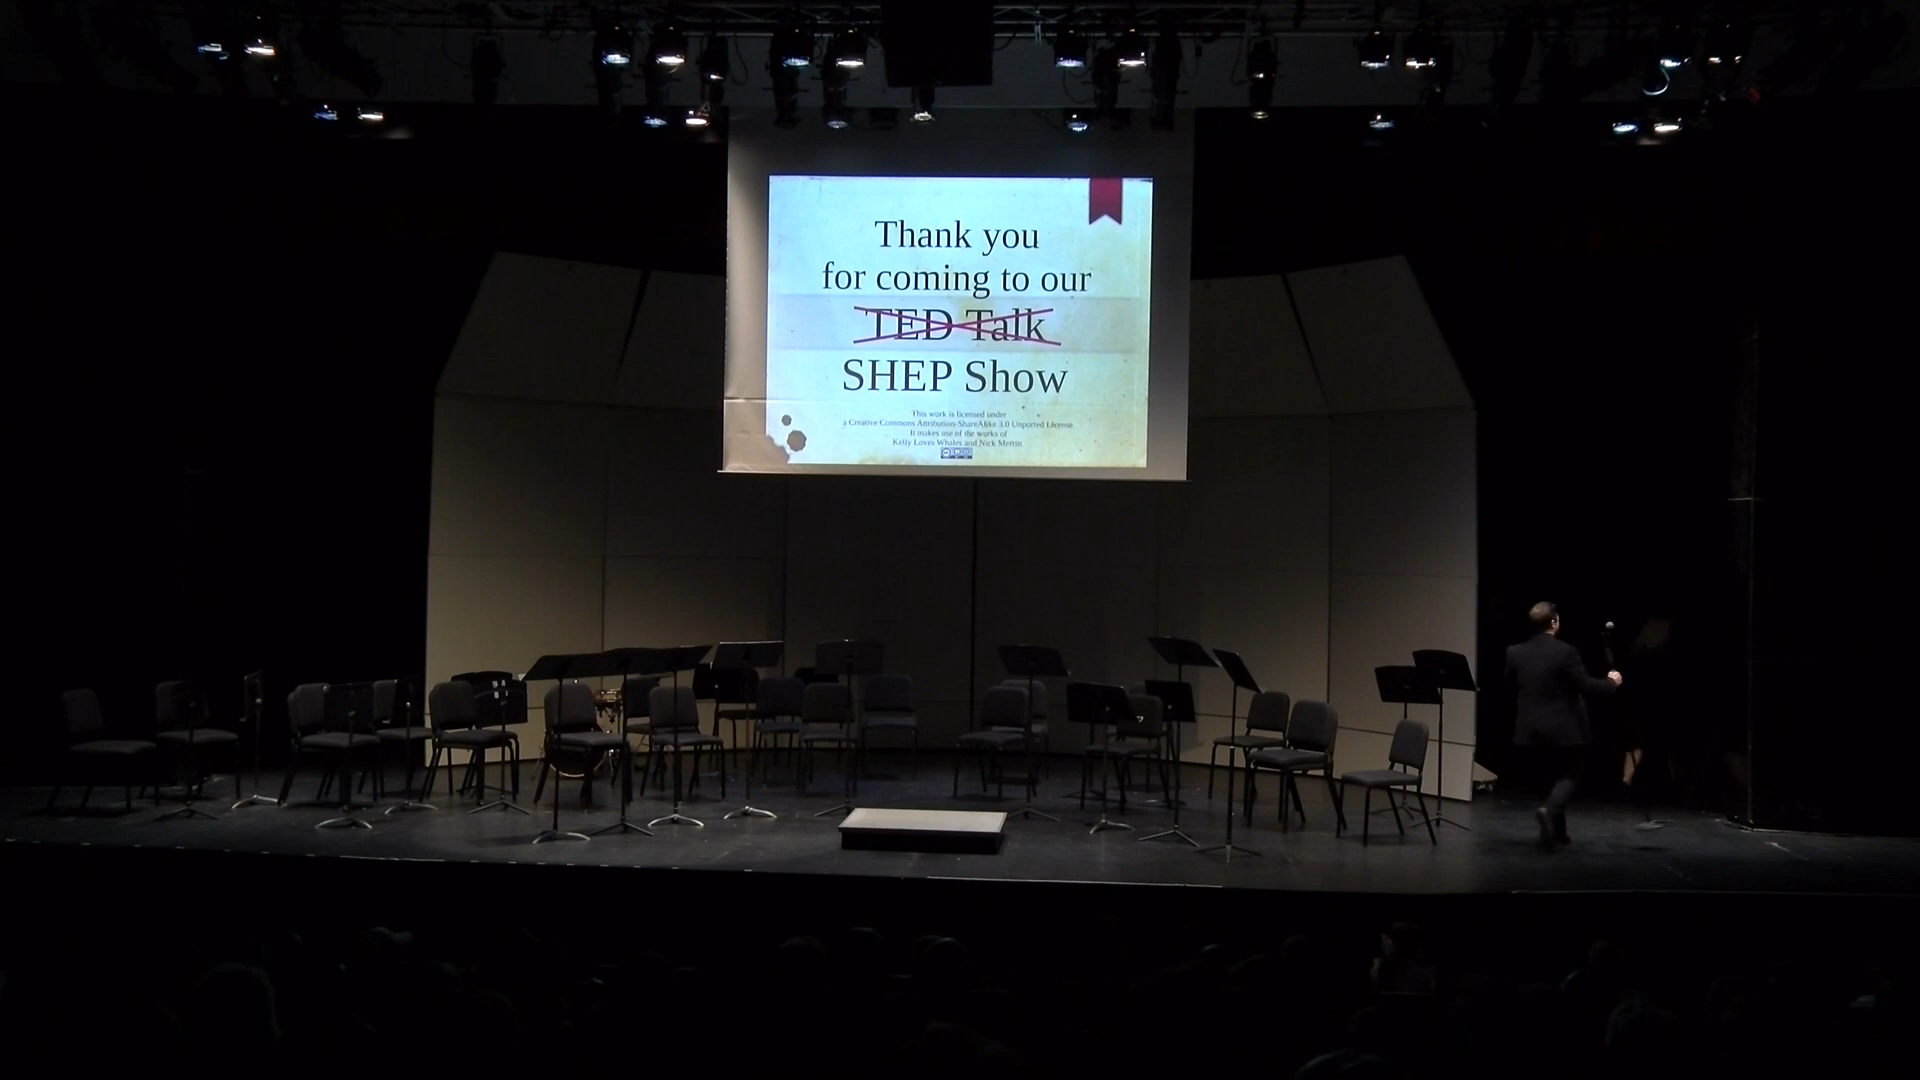 Thank you
for coming to our
TED Talk
SHEP Show
This work is licensed under
a Creative Commons Attribution-ShareAlike 3.0 Unported License.
It makes use of the works of
Kelly Loves Whales and Nick Merritt